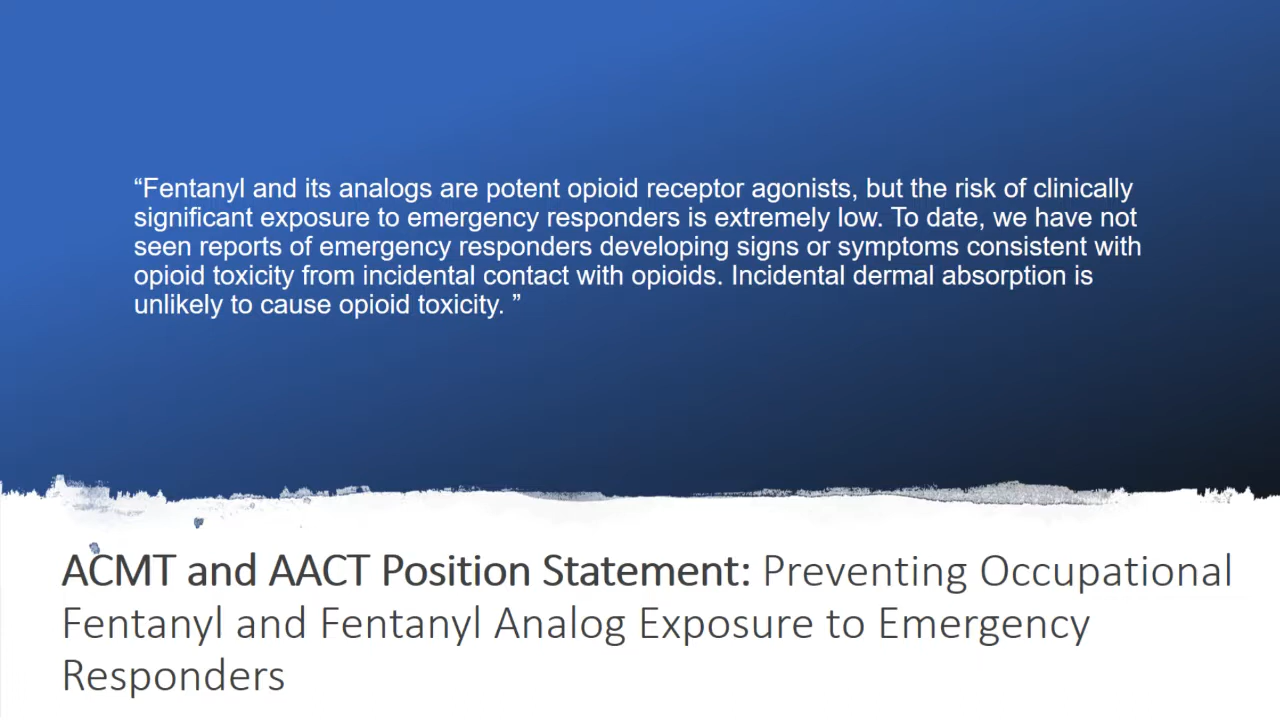 “Fentanyl and its analogs are potent opioid receptor agonists, but the risk of clinically
significant exposure to emergency responders is extremely low. To date, we have not
seen reports of emergency responders developing signs or symptoms consistent with
opioid toxicity from incidental contact with opioids. Incidental dermal absorption is
unlikely to cause opioid toxicity. ”
ACMT and AACT Position Statement: Preventing Occupational
Fentanyl and Fentanyl Analog Exposure to Emergency
Responders